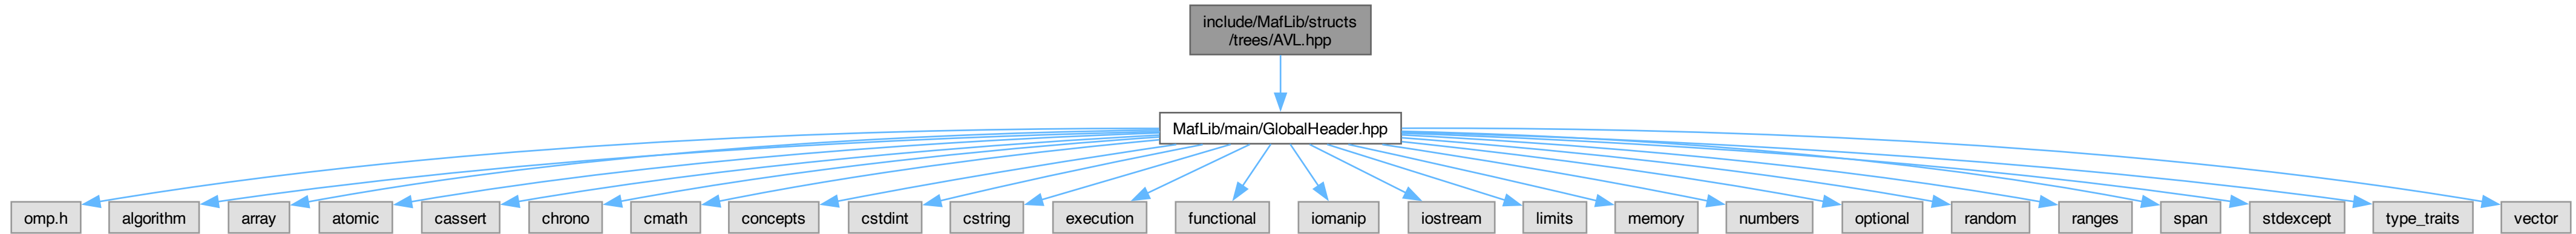 include/MafLib/structs
/trees/AVL.hpp
MafLib/main/GlobalHeader.hpp
omp.h
algorithm
array
atomic
cassert
chrono
cmath
concepts
cstdint
cstring
execution
functional
iomanip
iostream
limits
memory
numbers
optional
random
ranges
span
stdexcept
type_traits
vector